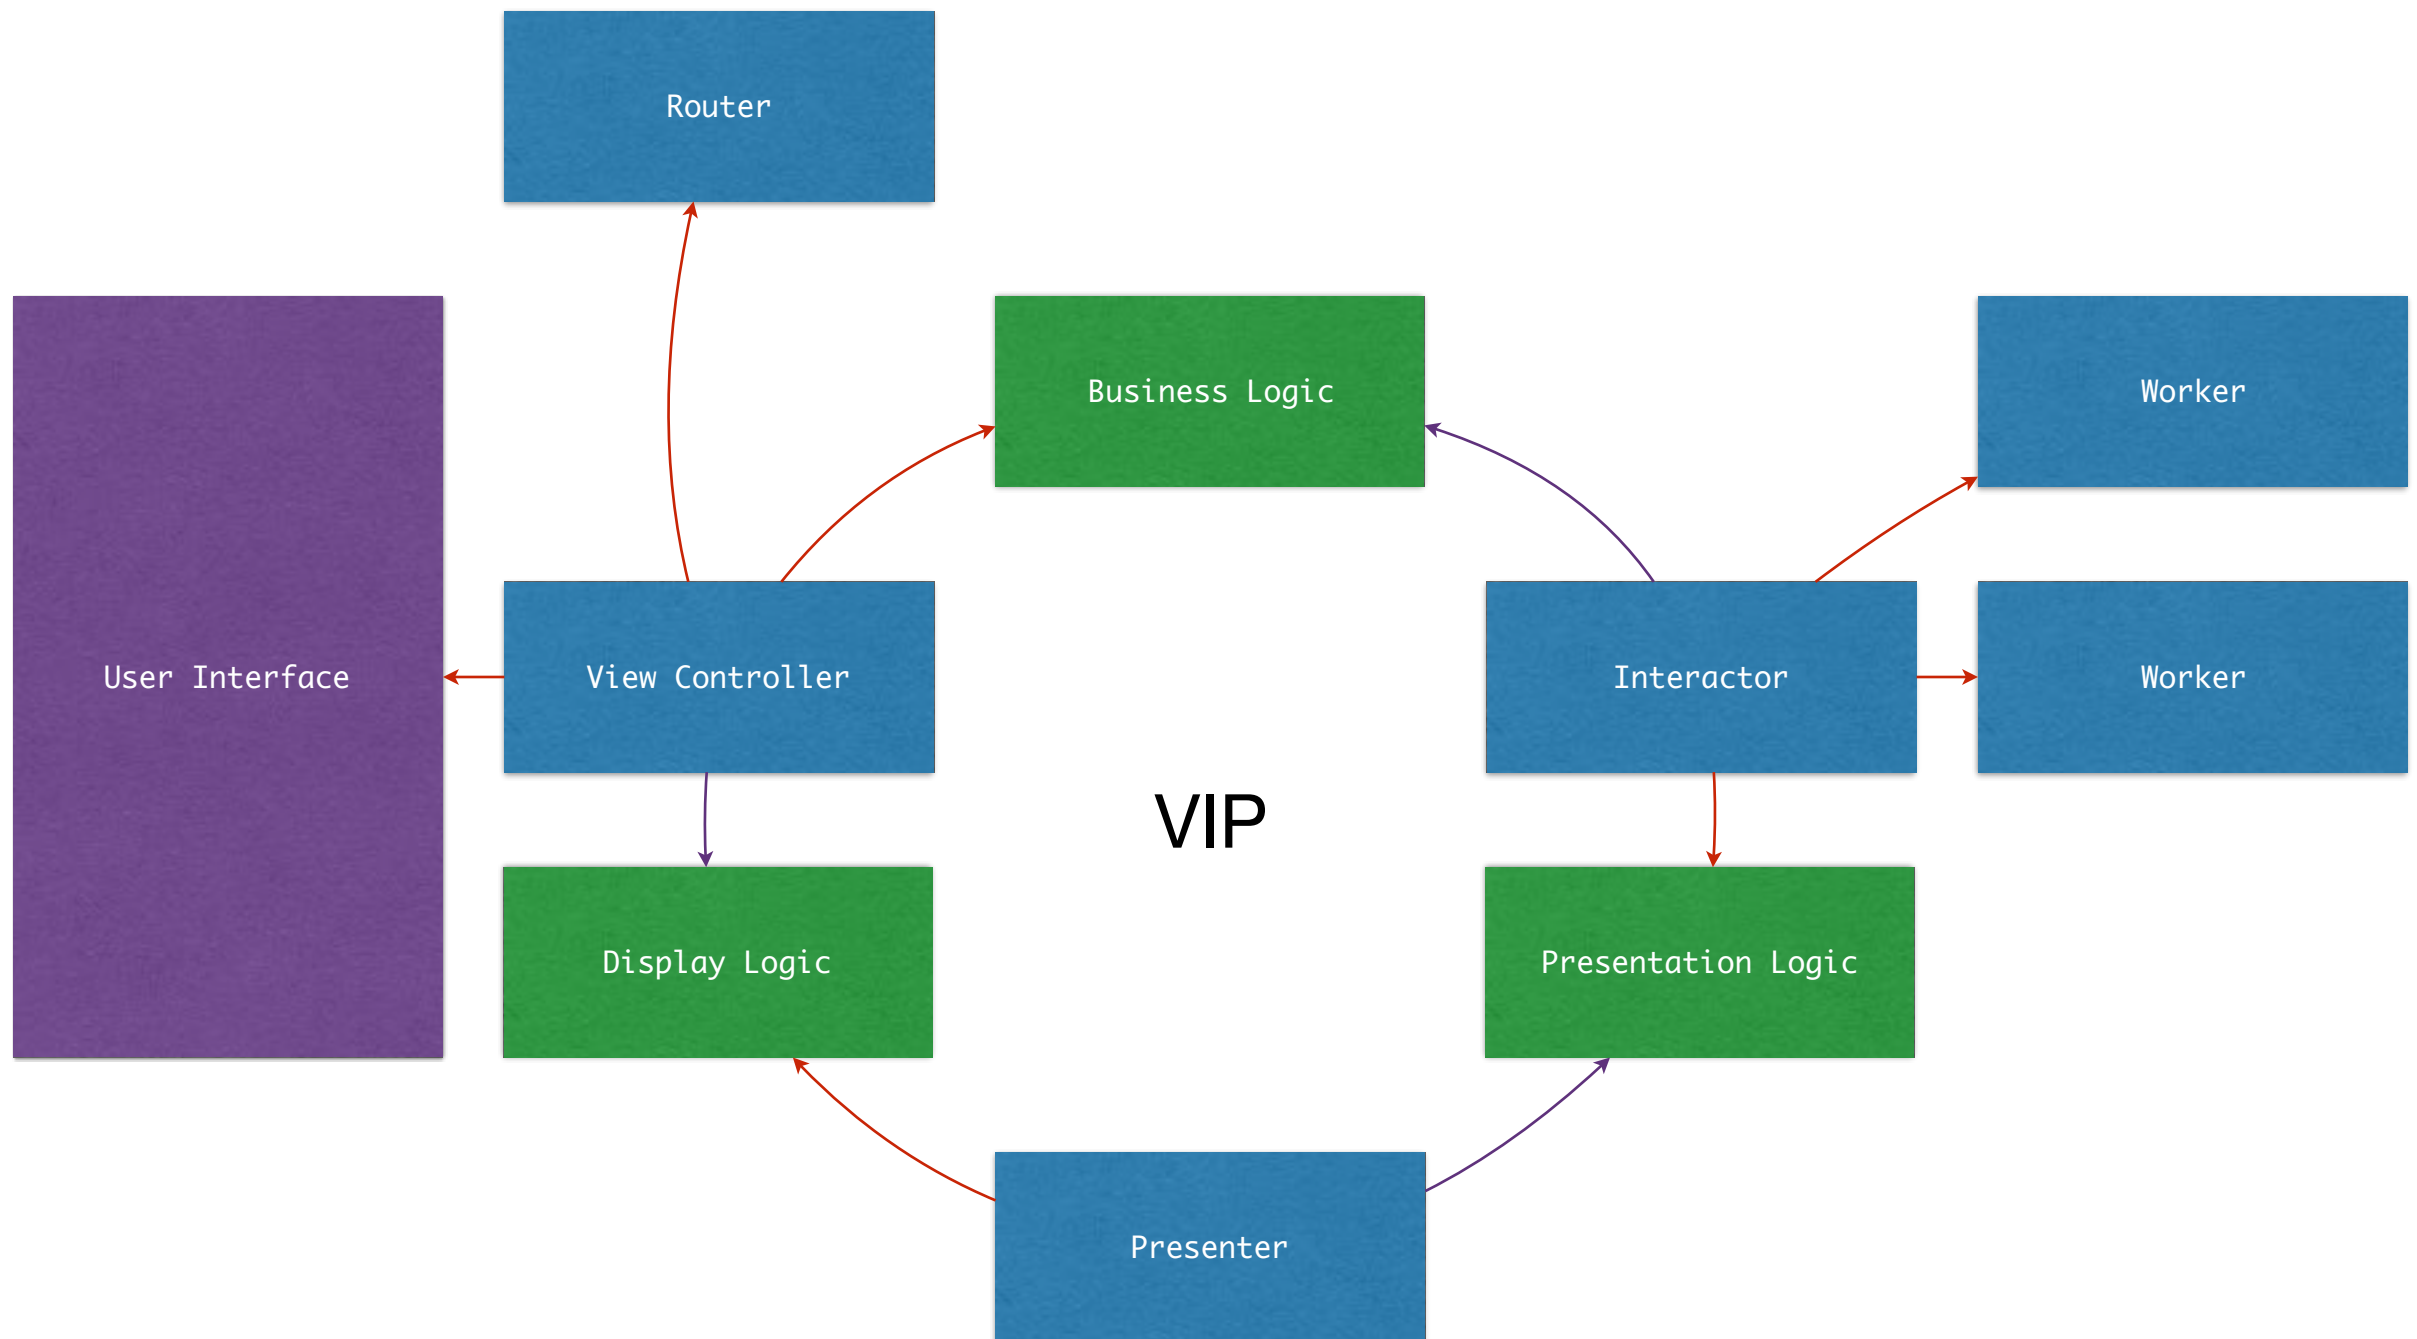 Router
Business Logic
Worker
User Interface
View Controller
Interactor
Worker
VIP
Display Logic
Presentation Logic
Presenter